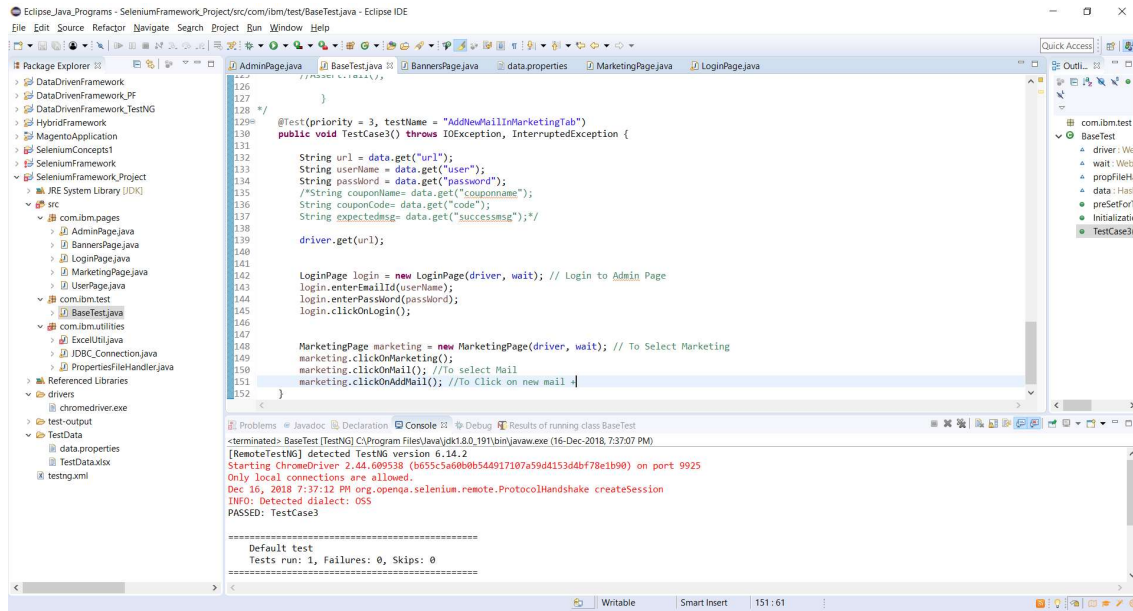 Eclipse_Java_Programs - SeleniumFramework_Project/src/com/ibm/test/BaseTest.java - Eclipse IDE
File Edit Source Refactor Navigate Search Project Run Window Help
Quick Access
Package Explorer
DataDrivenFramework
DataDrivenFramework_PF
DataDrivenFramework_TestNG
HybridFramework
MagentoApplication
SeleniumConcepts1
SeleniumFramework
SeleniumFramework_Project
JRE System Library [JDK]
src
com.ibm.pages
AdminPage.java
BannersPage.java
LoginPage.java
MarketingPage.java
UserPage.java
com.ibm.test
BaseTest.java
com.ibm.utilities
ExcelUtil.java
JDBC_Connection.java
PropertiesFileHandler.java
Referenced Libraries
drivers
chromedriver.exe
test-output
TestData
data.properties
TestData.xlsx
testng.xml
AdminPage.java BaseTest.java BannersPage.java data.properties MarketingPage.java LoginPage.java
125 //Assert.fail();
126
127 }
128 */
129 @Test(priority = 3, testName = "AddNewMailInMarketingTab")
130 public void TestCase3() throws IOException, InterruptedException {
131
132 String url = data.get("url");
133 String userName = data.get("user");
134 String passWord = data.get("password");
135 /*String couponName= data.get("couponname");
136 String couponCode= data.get("code");
137 String expectedmsg= data.get("successmsg");*/
138
139 driver.get(url);
140
141
142 LoginPage login = new LoginPage(driver, wait); // Login to Admin Page
143 login.enterEmailId(userName);
144 login.enterPassWord(passWord);
145 login.clickOnLogin();
146
147
148 MarketingPage marketing = new MarketingPage(driver, wait); // To Select Marketing
149 marketing.clickOnMarketing();
150 marketing.clickOnMail(); //To select Mail
151 marketing.clickOnAddMail(); //To Click on new mail +
152 }
Outli...
com.ibm.test
BaseTest
driver : We
wait : Web
propFileHa
data : Has
preSetForT
Initializatio
TestCase3(
Problems Javadoc Declaration Console Debug Results of running class BaseTest
<terminated> BaseTest [TestNG] C:\Program Files\Java\jdk1.8.0_191\bin\javaw.exe (16-Dec-2018, 7:37:07 PM)
[RemoteTestNG] detected TestNG version 6.14.2
Starting ChromeDriver 2.44.609538 (b655c5a60b0b544917107a59d4153d4bf78e1b90) on port 9925
Only local connections are allowed.
Dec 16, 2018 7:37:12 PM org.openqa.selenium.remote.ProtocolHandshake createSession
INFO: Detected dialect: OSS
PASSED: TestCase3
===============================================
Default test
Tests run: 1, Failures: 0, Skips: 0
===============================================
Writable Smart Insert 151 : 61